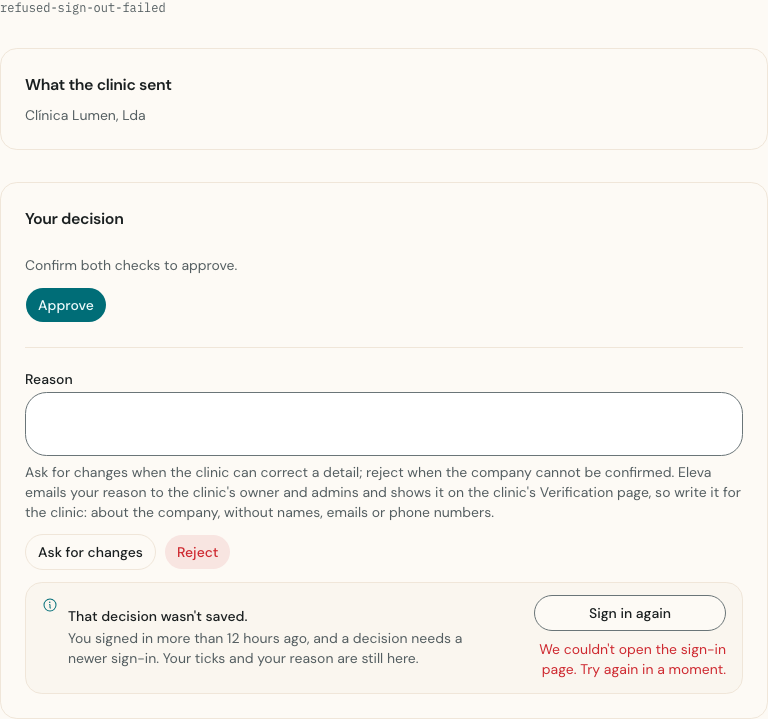 refused-sign-out-failed
What the clinic sent
Clínica Lumen, Lda
Your decision
Confirm both checks to approve.
Approve
Reason
Ask for changes when the clinic can correct a detail; reject when the company cannot be confirmed. Eleva
emails your reason to the clinic's owner and admins and shows it on the clinic's Verification page, so write it for
the clinic: about the company, without names, emails or phone numbers.
Ask for changes
Reject
That decision wasn't saved.
You signed in more than 12 hours ago, and a decision needs a
newer sign-in. Your ticks and your reason are still here.
Sign in again
We couldn't open the sign-in
page. Try again in a moment.